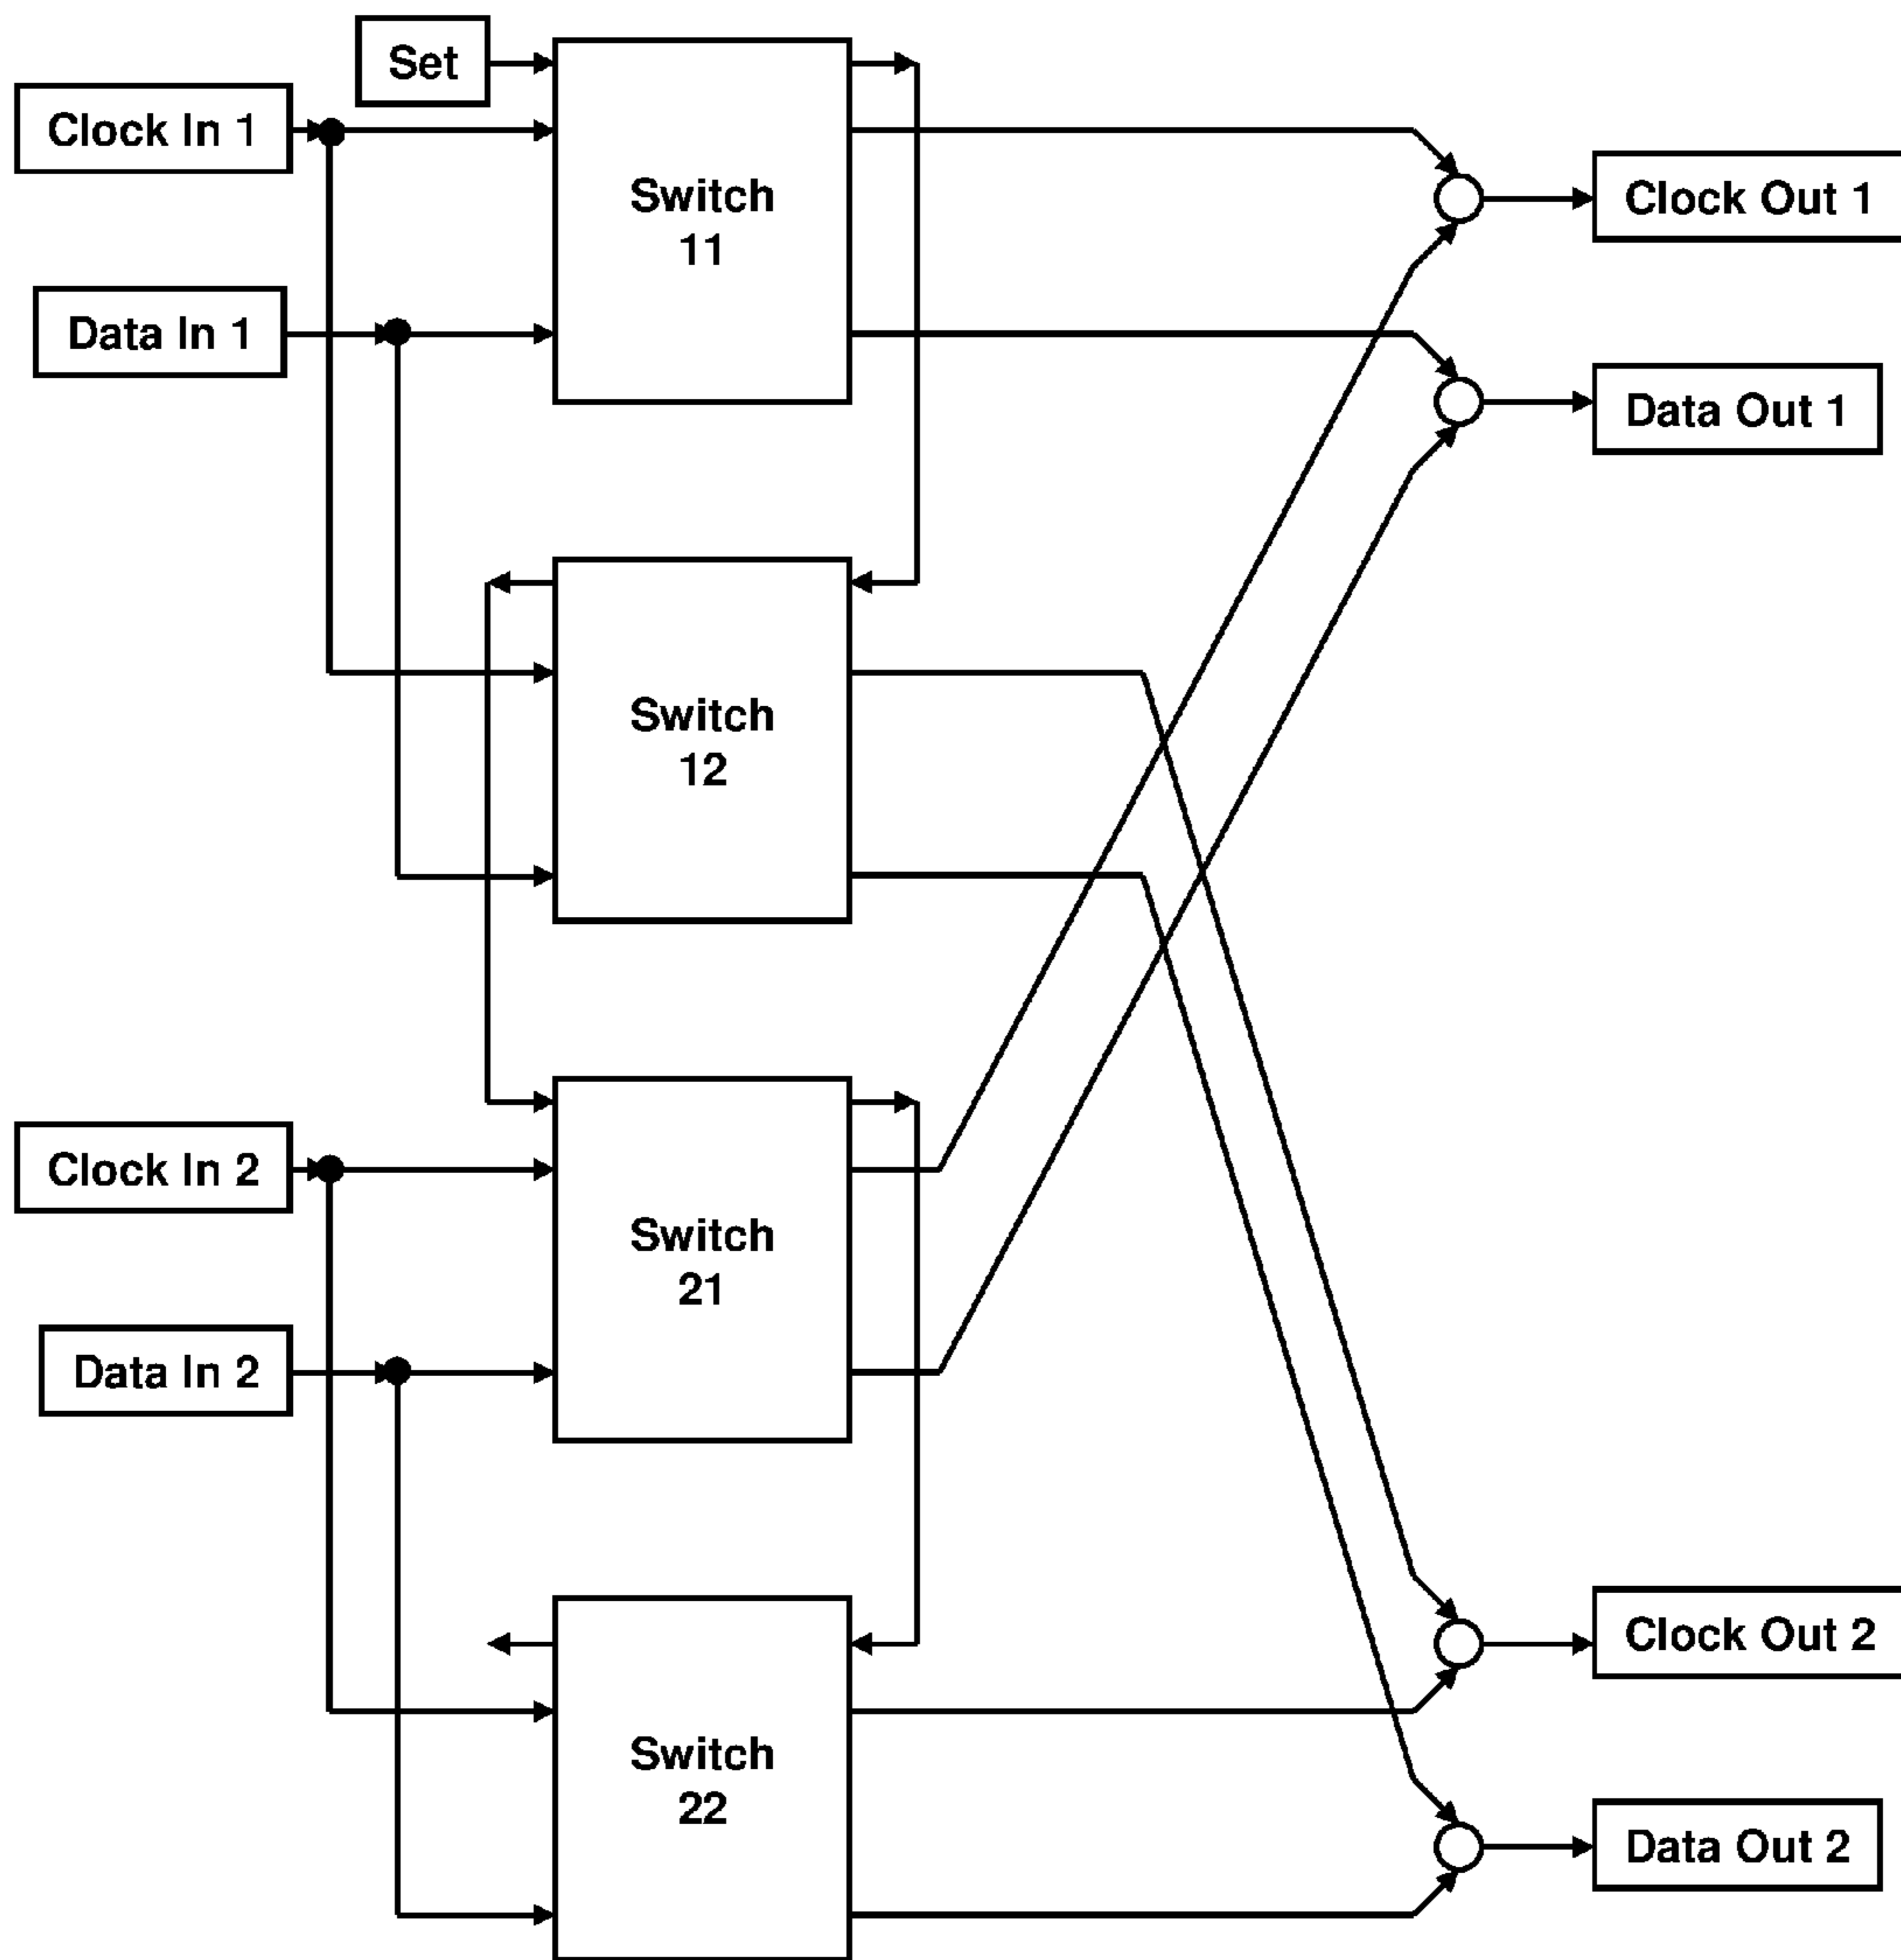 Set
Clock In 1
Data In 1
Switch
11
Clock Out 1
Data Out 1
Switch
12
Clock In 2
Data In 2
Switch
21
Switch
22
Clock Out 2
Data Out 2